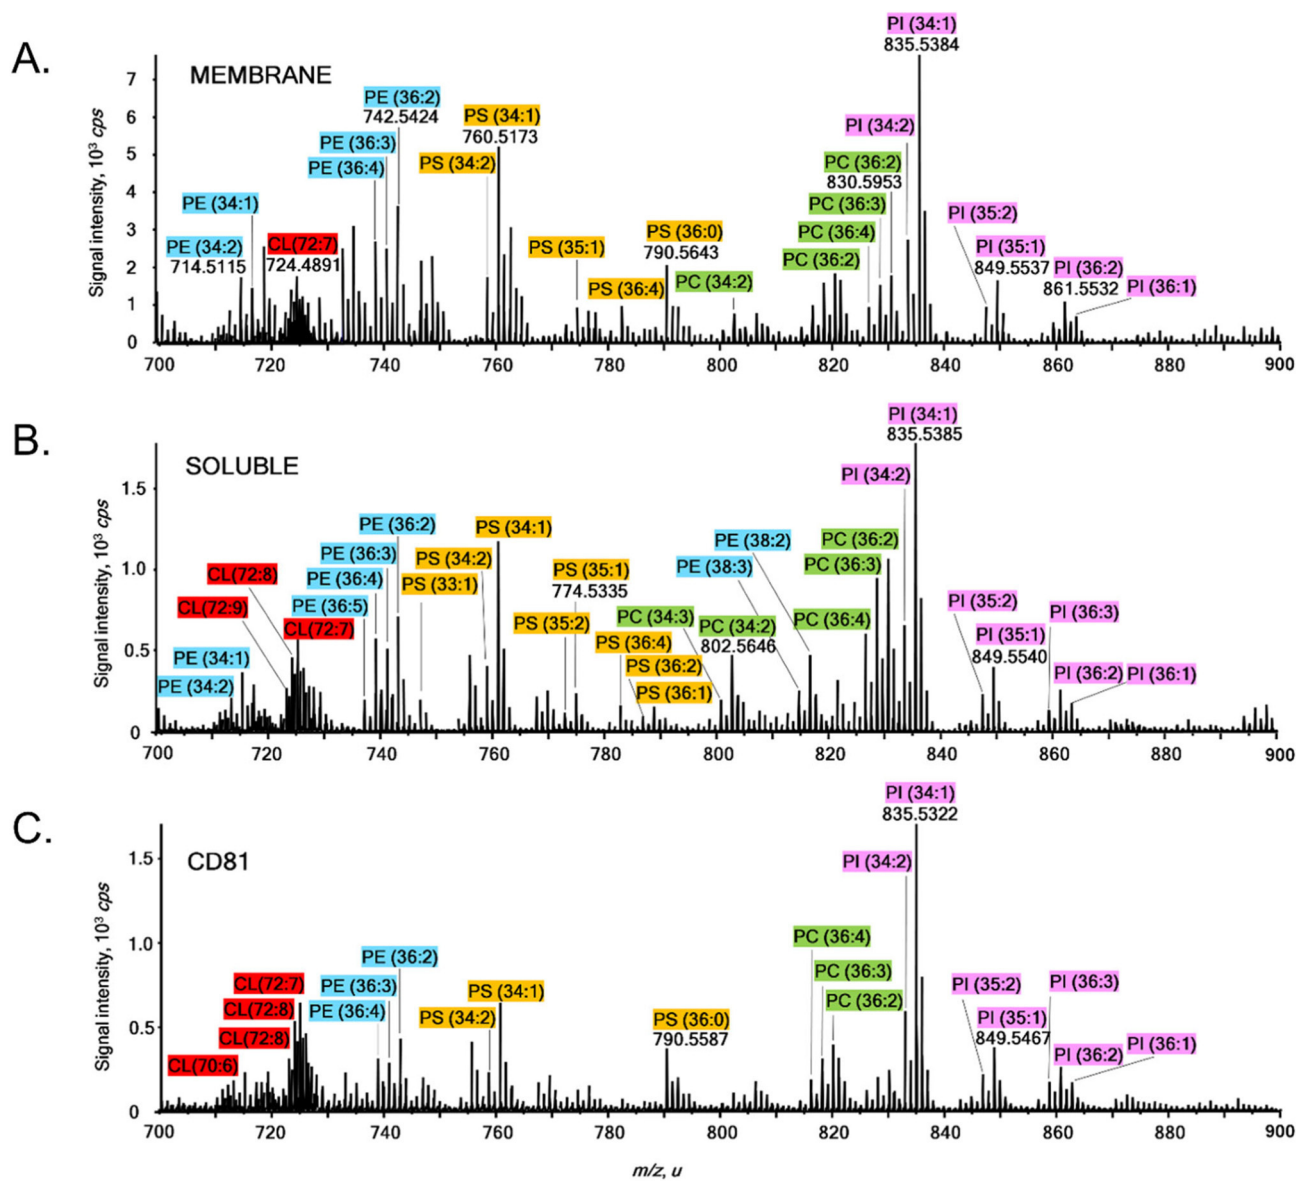 A.
MEMBRANE
Signal intensity, 10³ cps
7
6
5
4
3
2
1
0
PE (34:2)
714.5115
PE (34:1)
CL(72:7)
724.4891
PE (36:4)
PE (36:3)
PE (36:2)
742.5424
PS (34:2)
PS (34:1)
760.5173
PS (35:1)
PS (36:4)
PS (36:0)
790.5643
PC (34:2)
PC (36:2)
PC (36:4)
PC (36:3)
PC (36:2)
830.5953
PI (34:2)
PI (34:1)
835.5384
PI (35:2)
PI (35:1)
849.5537
PI (36:2)
861.5532
PI (36:1)
700 720 740 760 780 800 820 840 860 880 900
B.
SOLUBLE
Signal intensity, 10³ cps
1.5
1.0
0.5
0
PE (34:2)
PE (34:1)
CL(72:9)
CL(72:8)
CL(72:7)
PE (36:5)
PE (36:4)
PE (36:3)
PE (36:2)
PS (33:1)
PS (34:2)
PS (34:1)
PS (35:2)
PS (35:1)
774.5335
PS (36:4)
PS (36:2)
PS (36:1)
PC (34:3)
PC (34:2)
802.5646
PE (38:3)
PE (38:2)
PC (36:4)
PC (36:3)
PC (36:2)
PI (34:2)
PI (34:1)
835.5385
PI (35:2)
PI (35:1)
849.5540
PI (36:3)
PI (36:2)
PI (36:1)
700 720 740 760 780 800 820 840 860 880 900
C.
CD81
Signal intensity, 10³ cps
1.5
1.0
0.5
0
CL(70:6)
CL(72:8)
CL(72:8)
CL(72:7)
PE (36:4)
PE (36:3)
PE (36:2)
PS (34:2)
PS (34:1)
PS (36:0)
790.5587
PC (36:4)
PC (36:3)
PC (36:2)
PI (34:2)
PI (34:1)
835.5322
PI (35:2)
PI (35:1)
849.5467
PI (36:3)
PI (36:2)
PI (36:1)
700 720 740 760 780 800 820 840 860 880 900
m/z, u